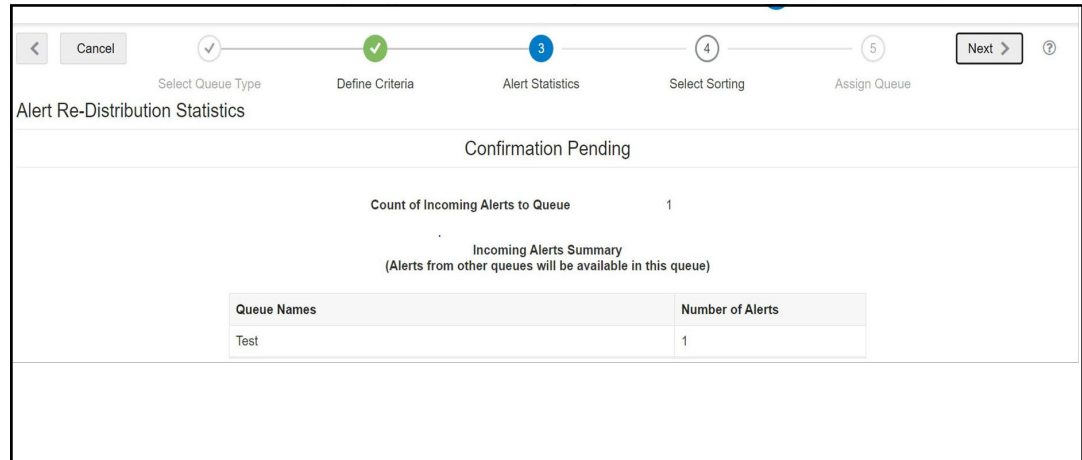 Cancel
3
4
5
Next
?
Select Queue Type
Define Criteria
Alert Statistics
Select Sorting
Assign Queue
Alert Re-Distribution Statistics
Confirmation Pending
Count of Incoming Alerts to Queue 1
Incoming Alerts Summary
(Alerts from other queues will be available in this queue)
Queue Names Number of Alerts
Test 1